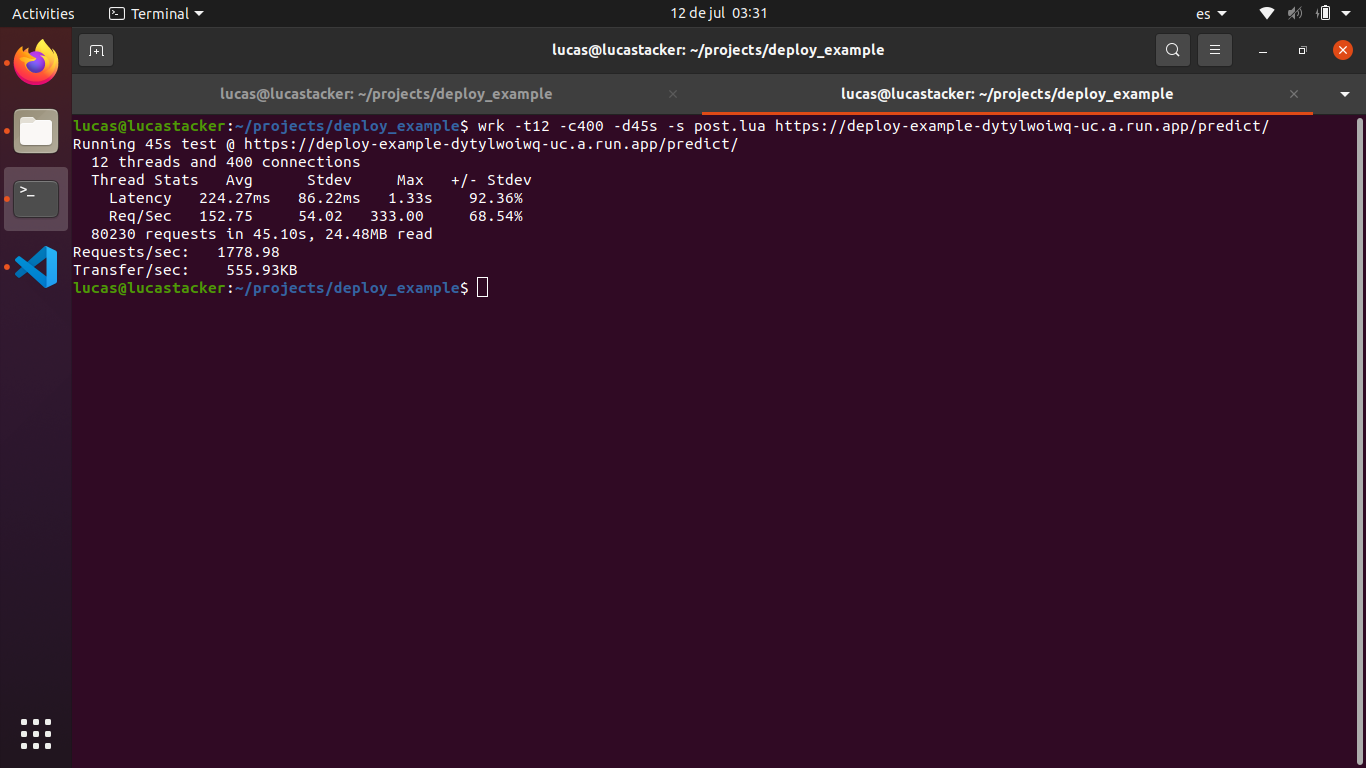 Activities Terminal 12 de jul 03:31 es
lucas@lucastacker: ~/projects/deploy_example
lucas@lucastacker: ~/projects/deploy_example lucas@lucastacker: ~/projects/deploy_example
lucas@lucastacker:~/projects/deploy_example$ wrk -t12 -c400 -d45s -s post.lua https://deploy-example-dytylwoiwq-uc.a.run.app/predict/
Running 45s test @ https://deploy-example-dytylwoiwq-uc.a.run.app/predict/
12 threads and 400 connections
Thread Stats Avg Stdev Max +/- Stdev
Latency 224.27ms 86.22ms 1.33s 92.36%
Req/Sec 152.75 54.02 333.00 68.54%
80230 requests in 45.10s, 24.48MB read
Requests/sec: 1778.98
Transfer/sec: 555.93KB
lucas@lucastacker:~/projects/deploy_example$